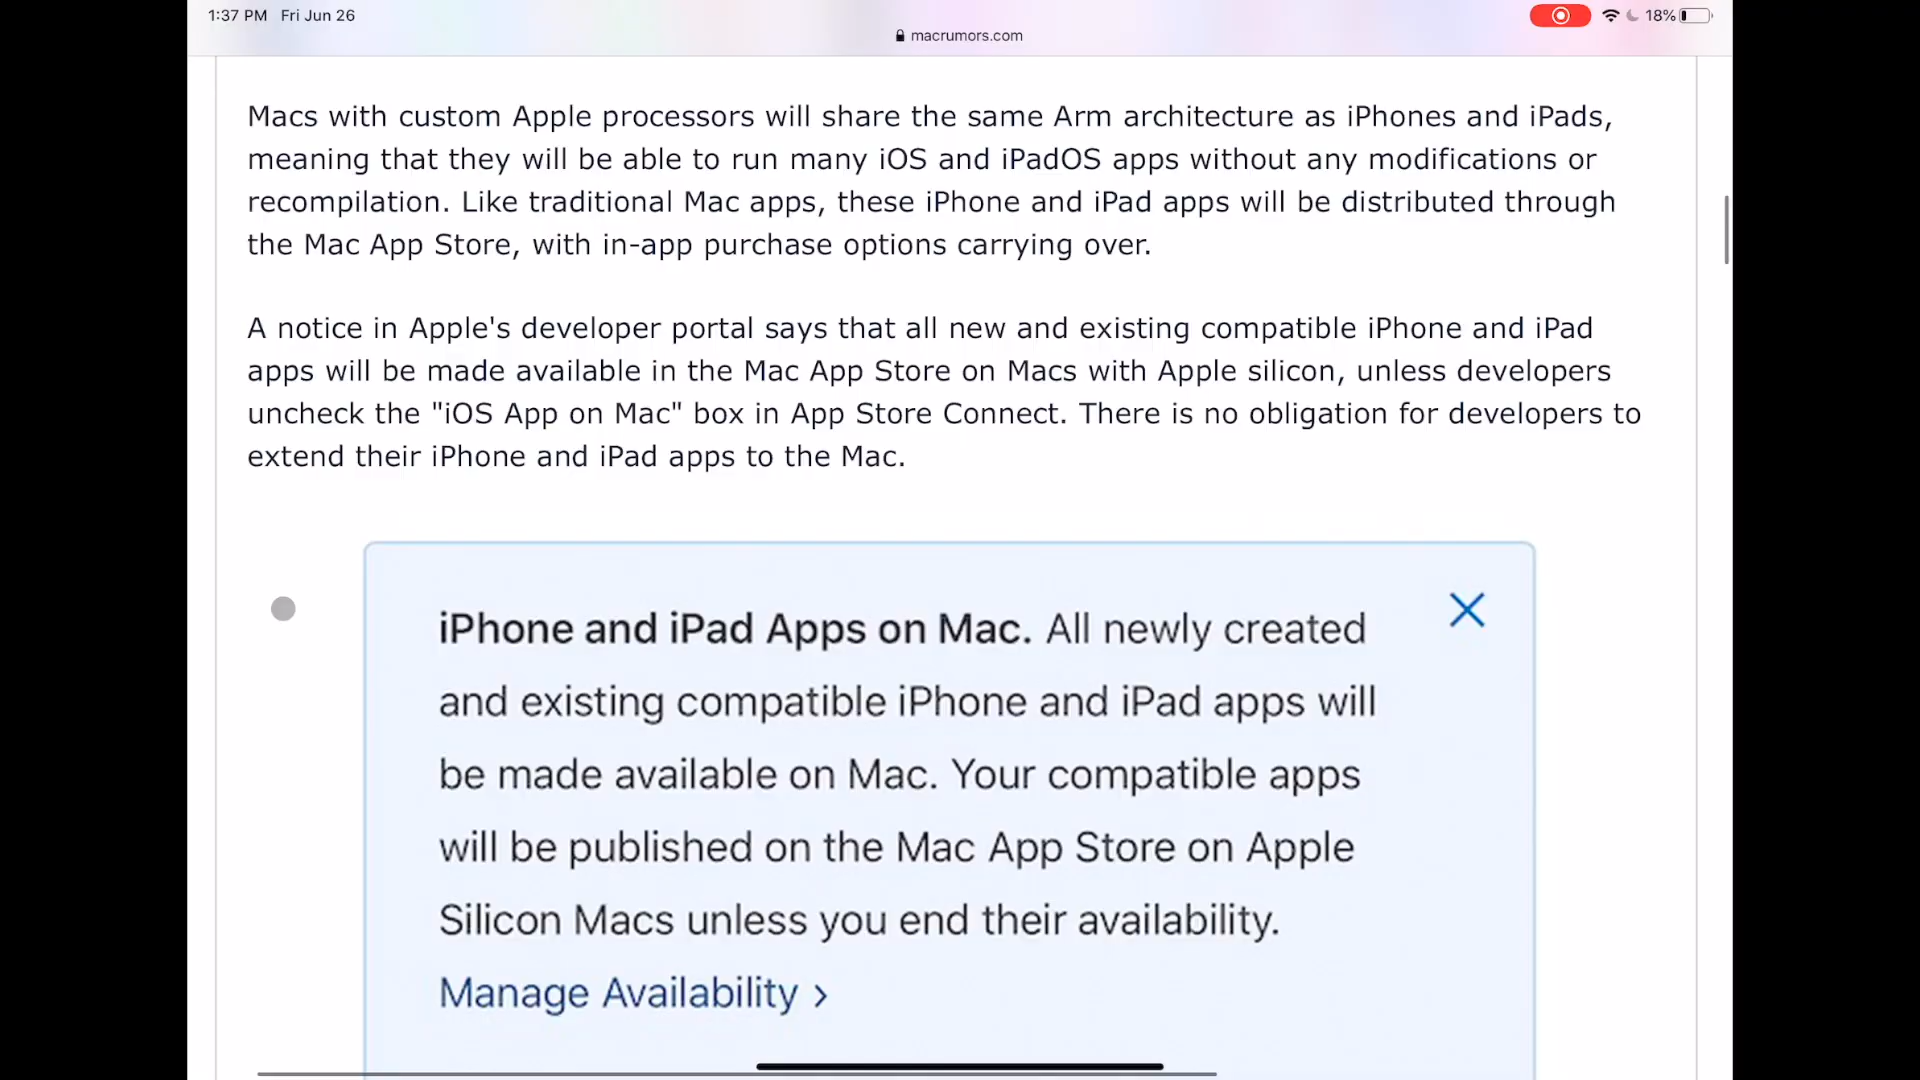 1:37 PM Fri Jun 26
18%
macrumors.com
Macs with custom Apple processors will share the same Arm architecture as iPhones and iPads,
meaning that they will be able to run many iOS and iPadOS apps without any modifications or
recompilation. Like traditional Mac apps, these iPhone and iPad apps will be distributed through
the Mac App Store, with in-app purchase options carrying over.
A notice in Apple's developer portal says that all new and existing compatible iPhone and iPad
apps will be made available in the Mac App Store on Macs with Apple silicon, unless developers
uncheck the "iOS App on Mac" box in App Store Connect. There is no obligation for developers to
extend their iPhone and iPad apps to the Mac.
iPhone and iPad Apps on Mac. All newly created
and existing compatible iPhone and iPad apps will
be made available on Mac. Your compatible apps
will be published on the Mac App Store on Apple
Silicon Macs unless you end their availability.
Manage Availability >